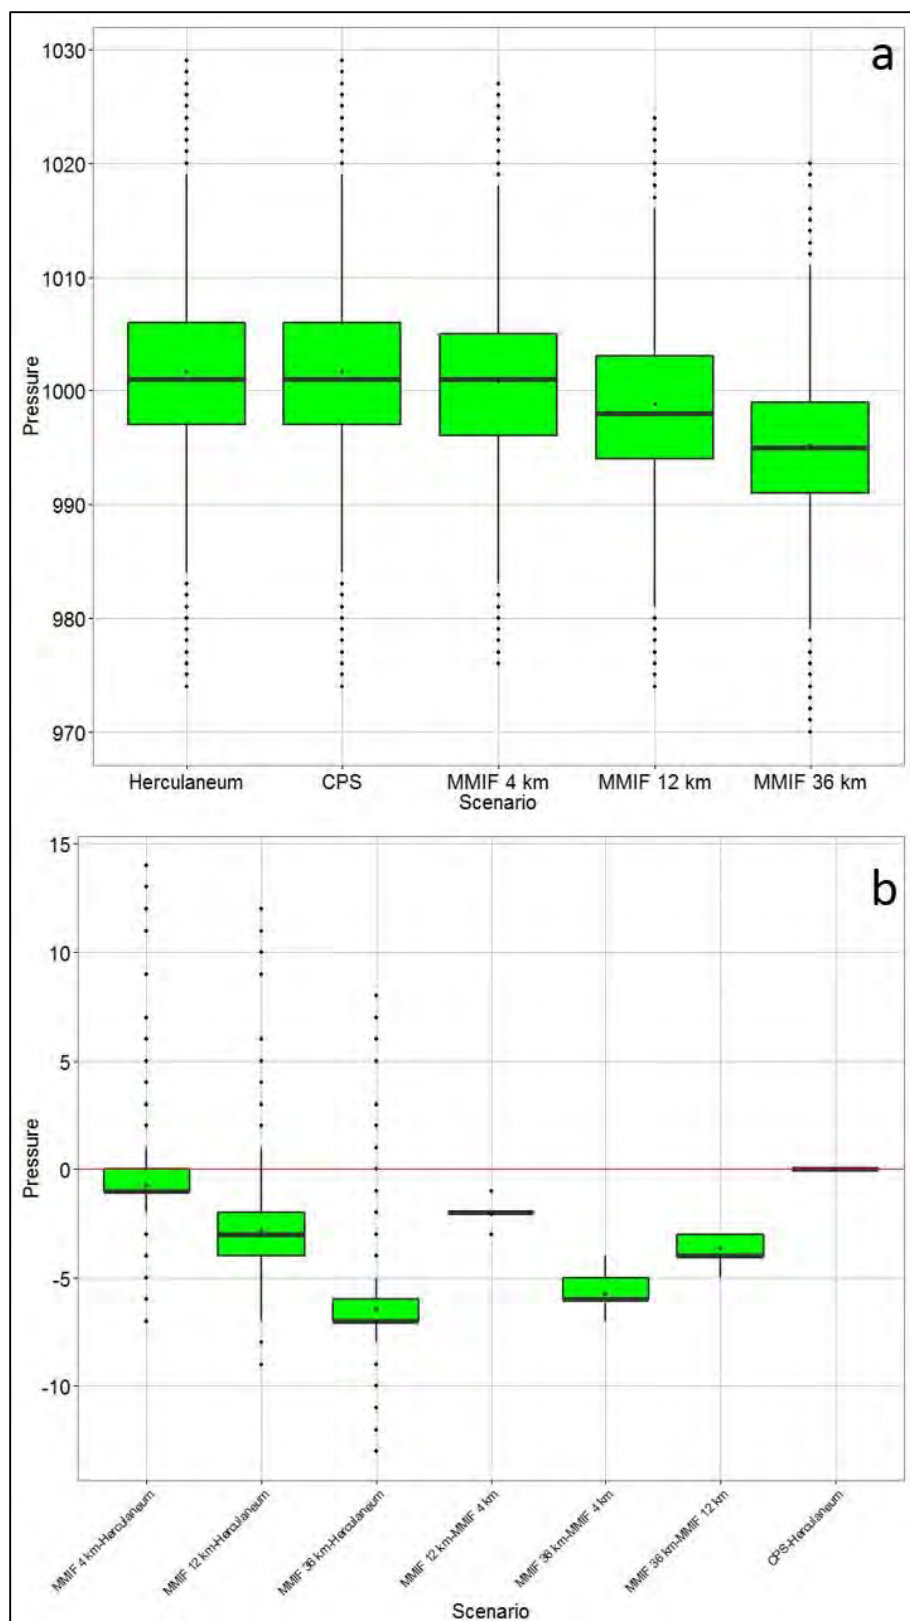 a
1030
1020
1010
1000
990
980
970
Pressure
Herculaneum CPS MMIF 4 km MMIF 12 km MMIF 36 km
Scenario
b
15
10
5
0
-5
-10
Pressure
MMIF 4 km-Herculaneum
MMIF 12 km-Herculaneum
MMIF 36 km-Herculaneum
MMIF 12 km-MMIF 4 km
MMIF 36 km-MMIF 4 km
MMIF 36 km-MMIF 12 km
CPS-Herculaneum
Scenario